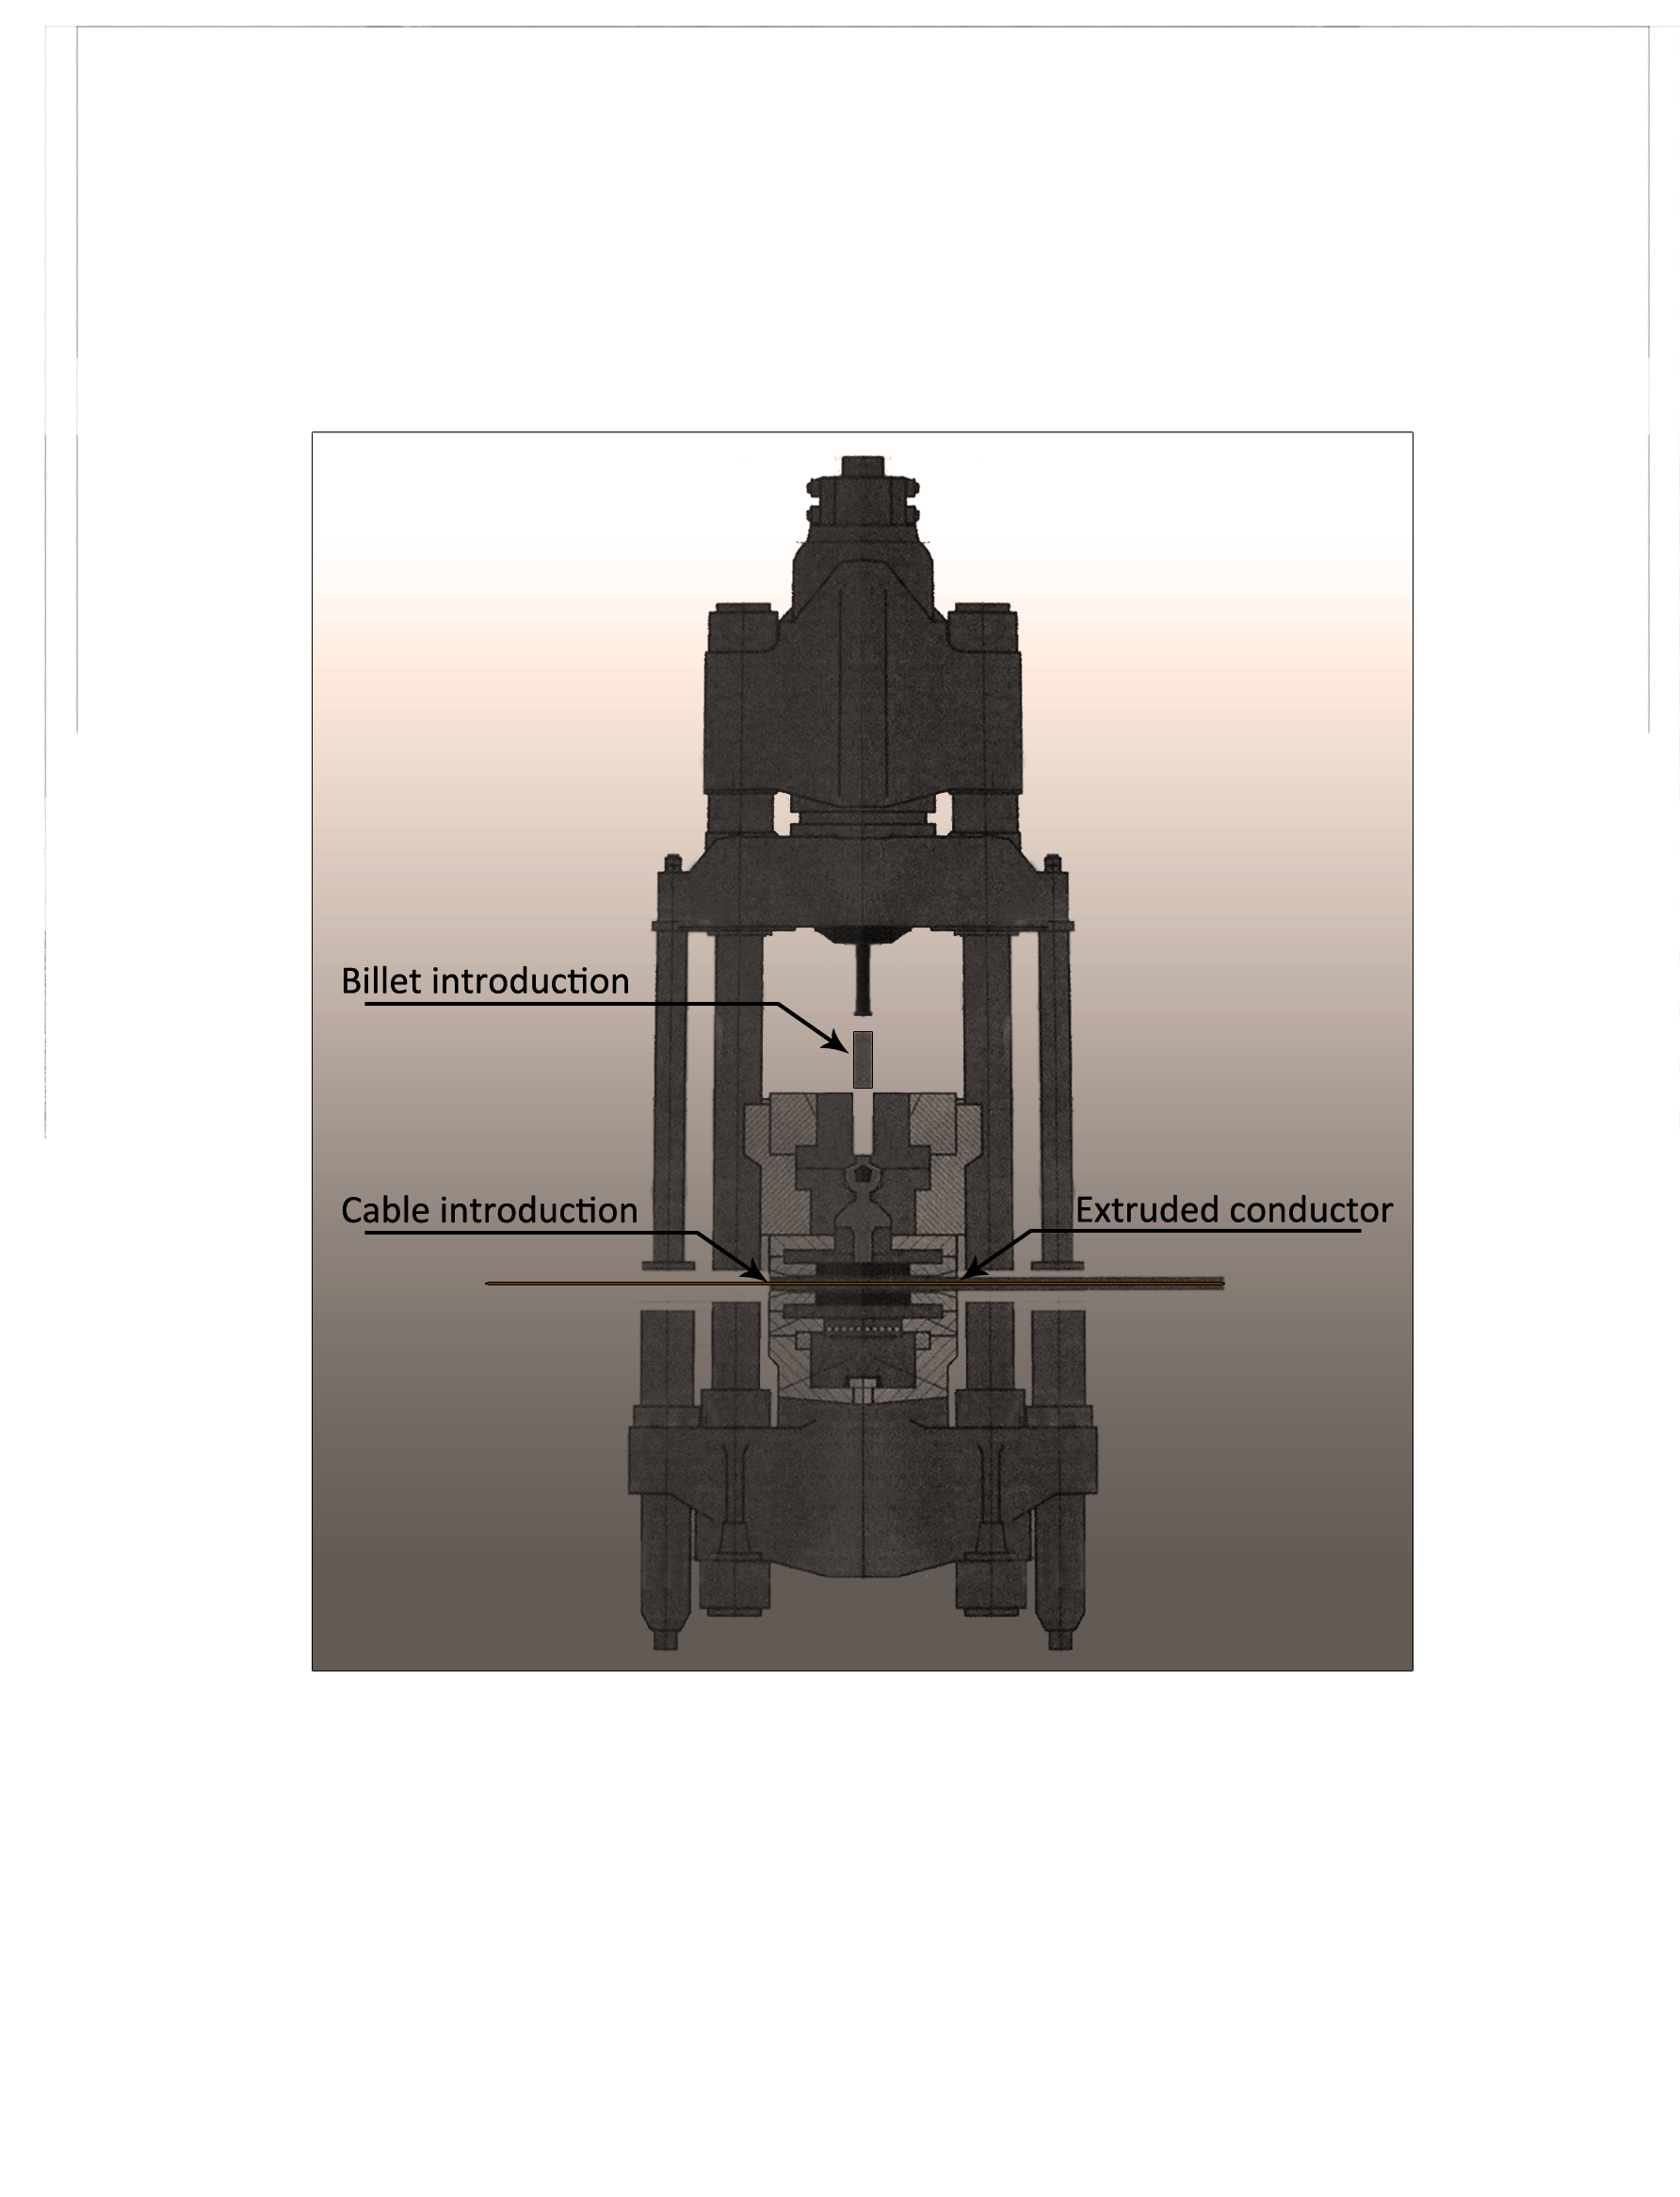 Billet introduction
Cable introduction
Extruded conductor